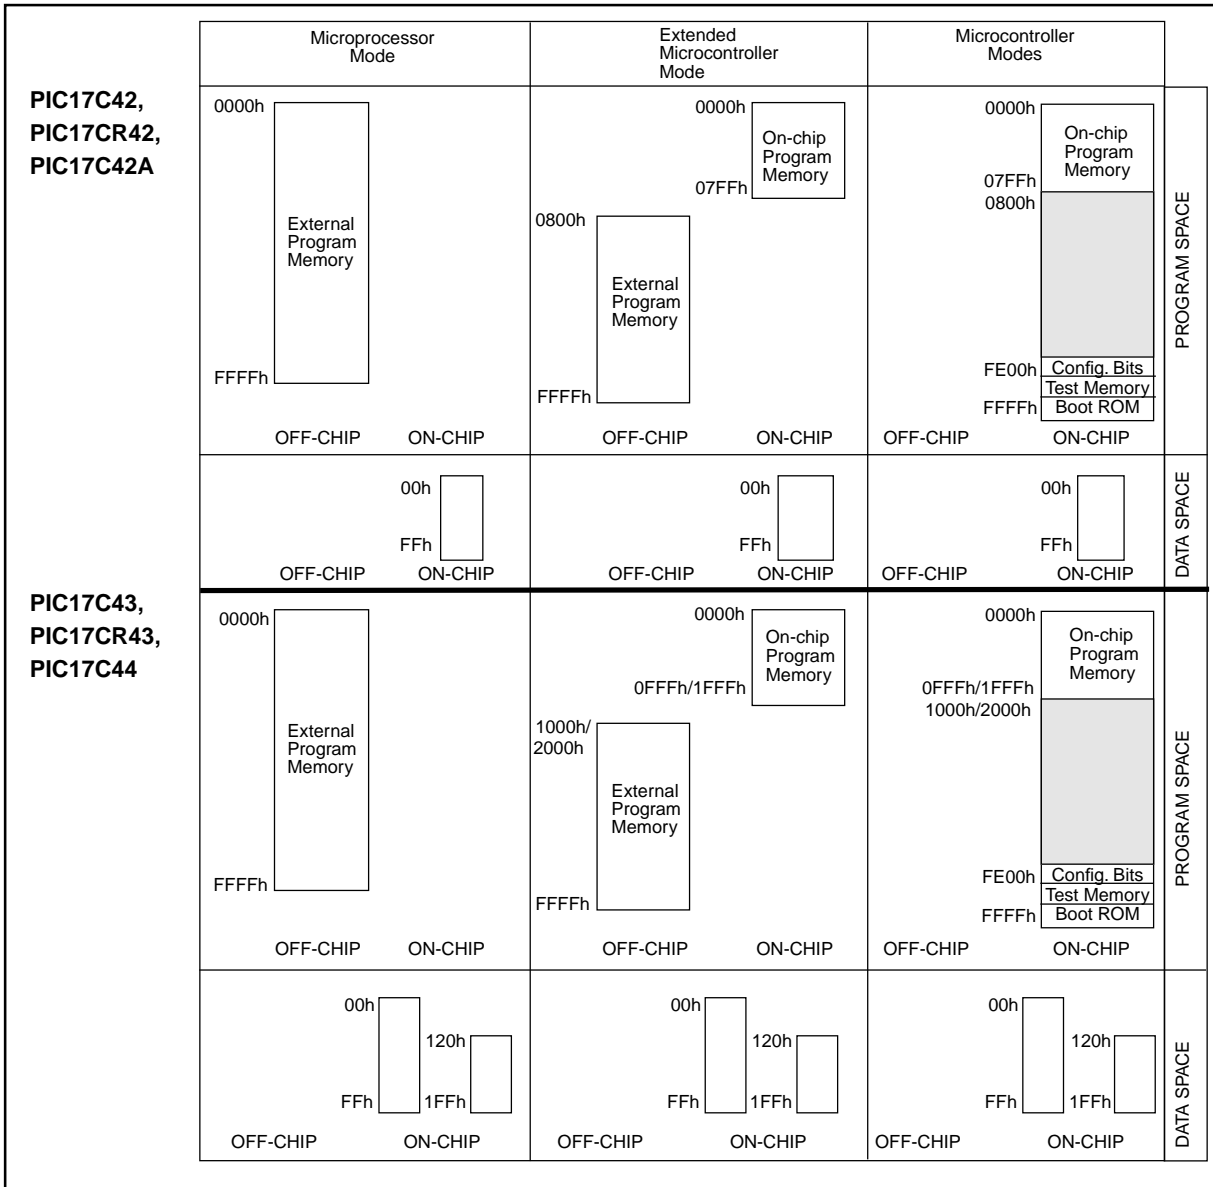 Microprocessor
Mode
Extended
Microcontroller
Mode
Microcontroller
Modes
PIC17C42,
PIC17CR42,
PIC17C42A
0000h
External
Program
Memory
FFFFh
OFF-CHIP ON-CHIP
0000h
On-chip
Program
Memory
07FFh
0800h
External
Program
Memory
FFFFh
OFF-CHIP ON-CHIP
0000h
On-chip
Program
Memory
07FFh
0800h
FE00h Config. Bits
Test Memory
FFFFh Boot ROM
OFF-CHIP ON-CHIP
PROGRAM SPACE
00h
FFh
OFF-CHIP ON-CHIP
00h
FFh
OFF-CHIP ON-CHIP
00h
FFh
OFF-CHIP ON-CHIP
DATA SPACE
PIC17C43,
PIC17CR43,
PIC17C44
0000h
External
Program
Memory
FFFFh
OFF-CHIP ON-CHIP
0000h
On-chip
Program
Memory
0FFFh/1FFFh
1000h/
2000h
External
Program
Memory
FFFFh
OFF-CHIP ON-CHIP
0000h
On-chip
Program
Memory
0FFFh/1FFFh
1000h/2000h
FE00h Config. Bits
Test Memory
FFFFh Boot ROM
OFF-CHIP ON-CHIP
PROGRAM SPACE
00h
120h
FFh 1FFh
OFF-CHIP ON-CHIP
00h
120h
FFh 1FFh
OFF-CHIP ON-CHIP
00h
120h
FFh 1FFh
OFF-CHIP ON-CHIP
DATA SPACE